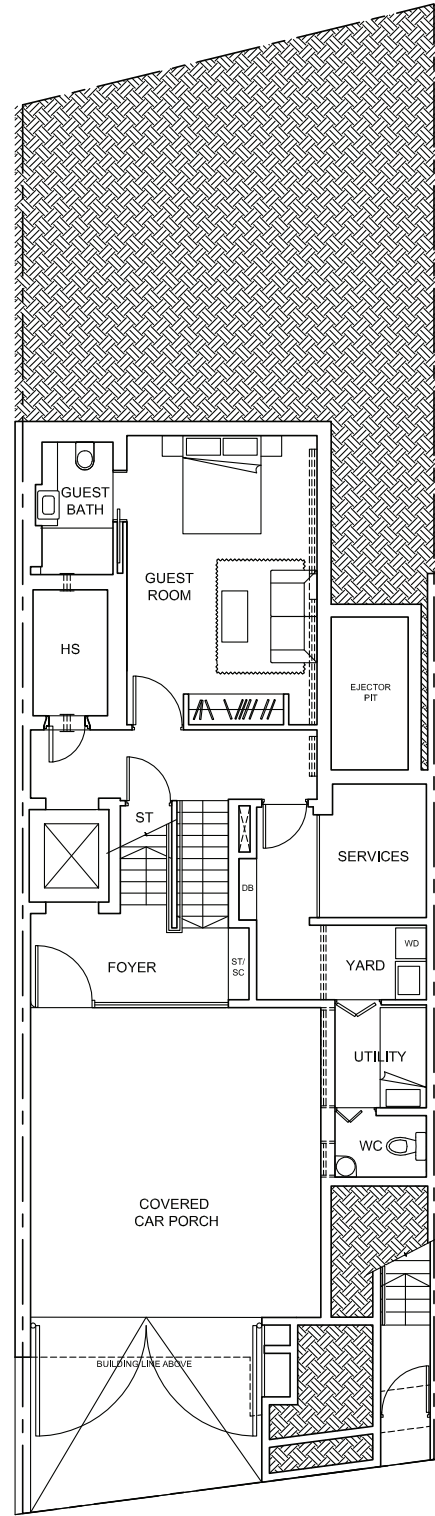 GUEST
BATH
GUEST
ROOM
HS
EJECTOR
PIT
ST
SERVICES
DB
FOYER
ST/
SC
YARD
WD
UTILITY
WC
COVERED
CAR PORCH
BUILDING LINE ABOVE